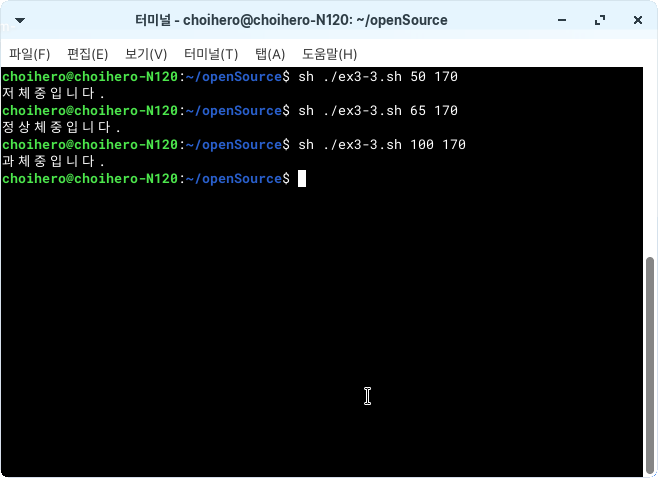 터미널 - choihero@choihero-N120: ~/openSource
파일(F) 편집(E) 보기(V) 터미널(T) 탭(A) 도움말(H)
choihero@choihero-N120:~/openSource$ sh ./ex3-3.sh 50 170
저체중입니다.
choihero@choihero-N120:~/openSource$ sh ./ex3-3.sh 65 170
정상체중입니다.
choihero@choihero-N120:~/openSource$ sh ./ex3-3.sh 100 170
과체중입니다.
choihero@choihero-N120:~/openSource$